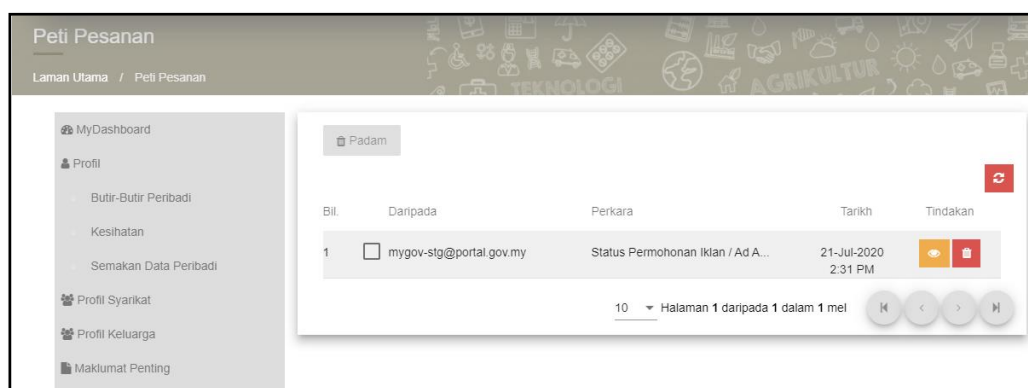 Peti Pesanan
Laman Utama / Peti Pesanan
TEKNOLOGI
AGRIKULTUR
MyDashboard
Profil
Butir-Butir Peribadi
Kesihatan
Semakan Data Peribadi
Profil Syarikat
Profil Keluarga
Maklumat Penting
Padam
Bil. Daripada Perkara Tarikh Tindakan
1 mygov-stg@portal.gov.my Status Permohonan Iklan / Ad A... 21-Jul-2020
2:31 PM
10 Halaman 1 daripada 1 dalam 1 mel